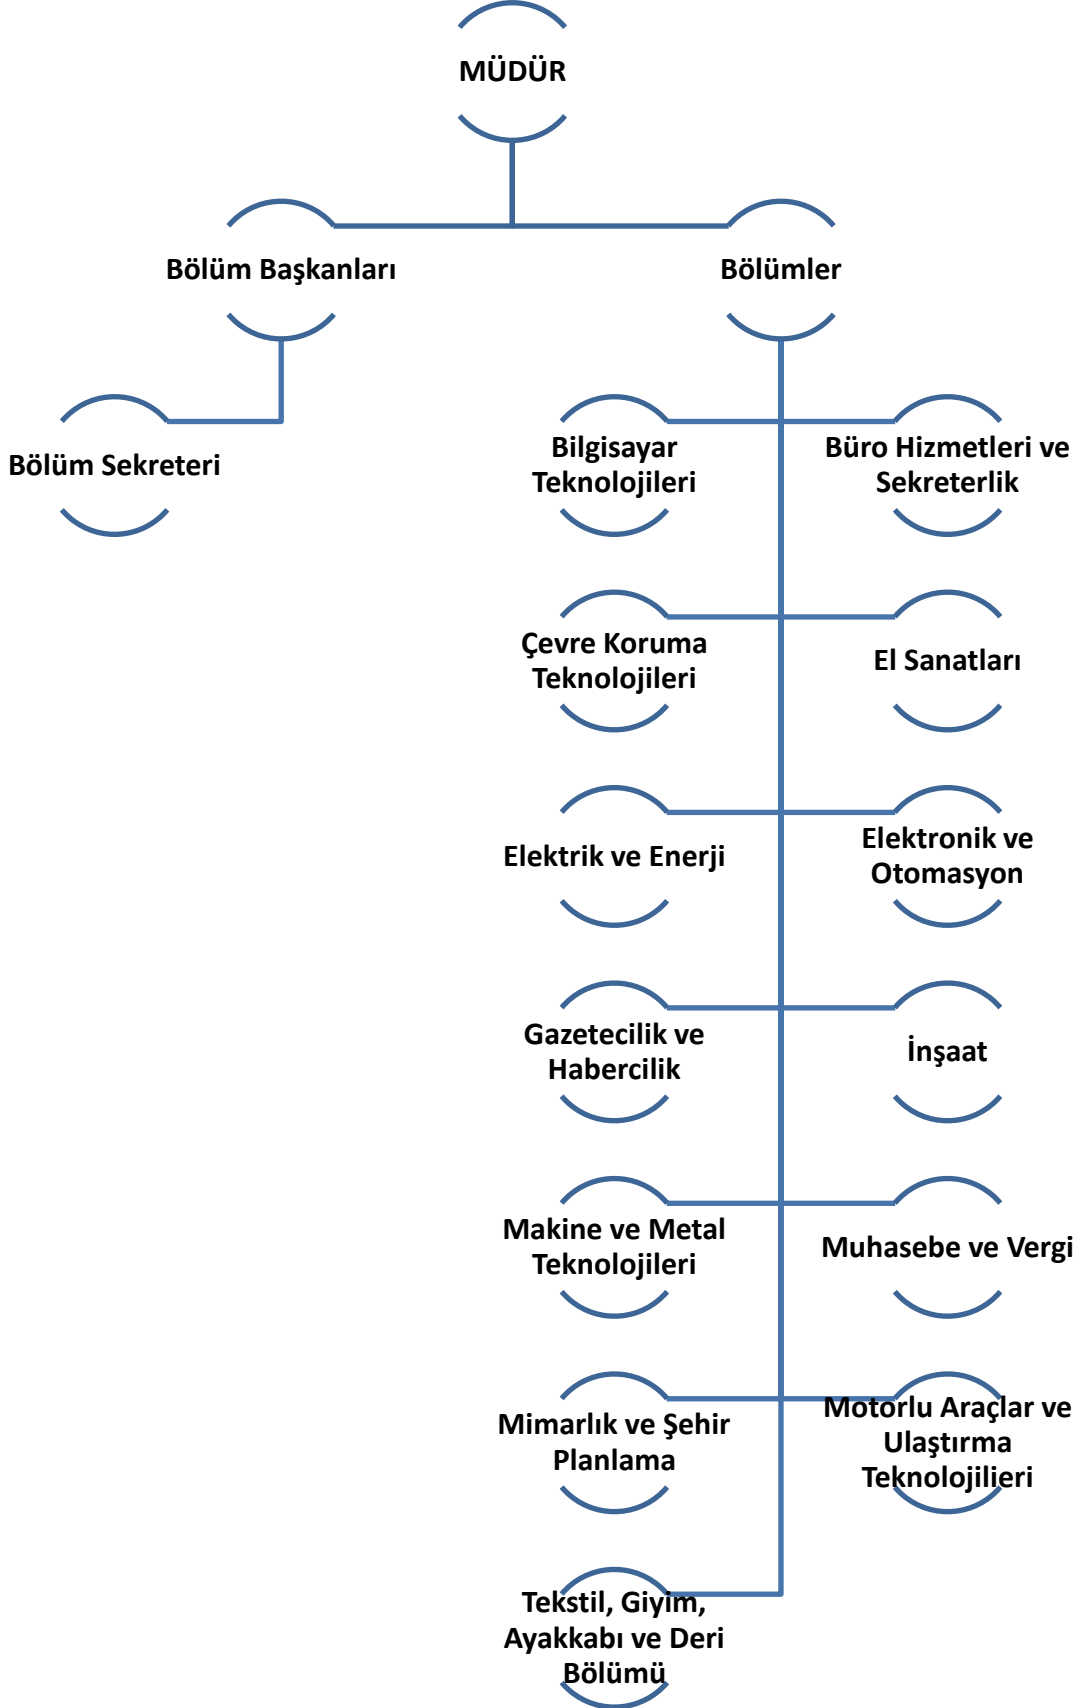 MÜDÜR
Bölüm Başkanları
Bölümler
Bölüm Sekreteri
Bilgisayar
Teknolojileri
Büro Hizmetleri ve
Sekreterlik
Çevre Koruma
Teknolojileri
El Sanatları
Elektrik ve Enerji
Elektronik ve
Otomasyon
Gazetecilik ve
Habercilik
İnşaat
Makine ve Metal
Teknolojileri
Muhasebe ve Vergi
Mimarlık ve Şehir
Planlama
Motorlu Araçlar ve
Ulaştırma
Teknolojilieri
Tekstil, Giyim,
Ayakkabı ve Deri
Bölümü